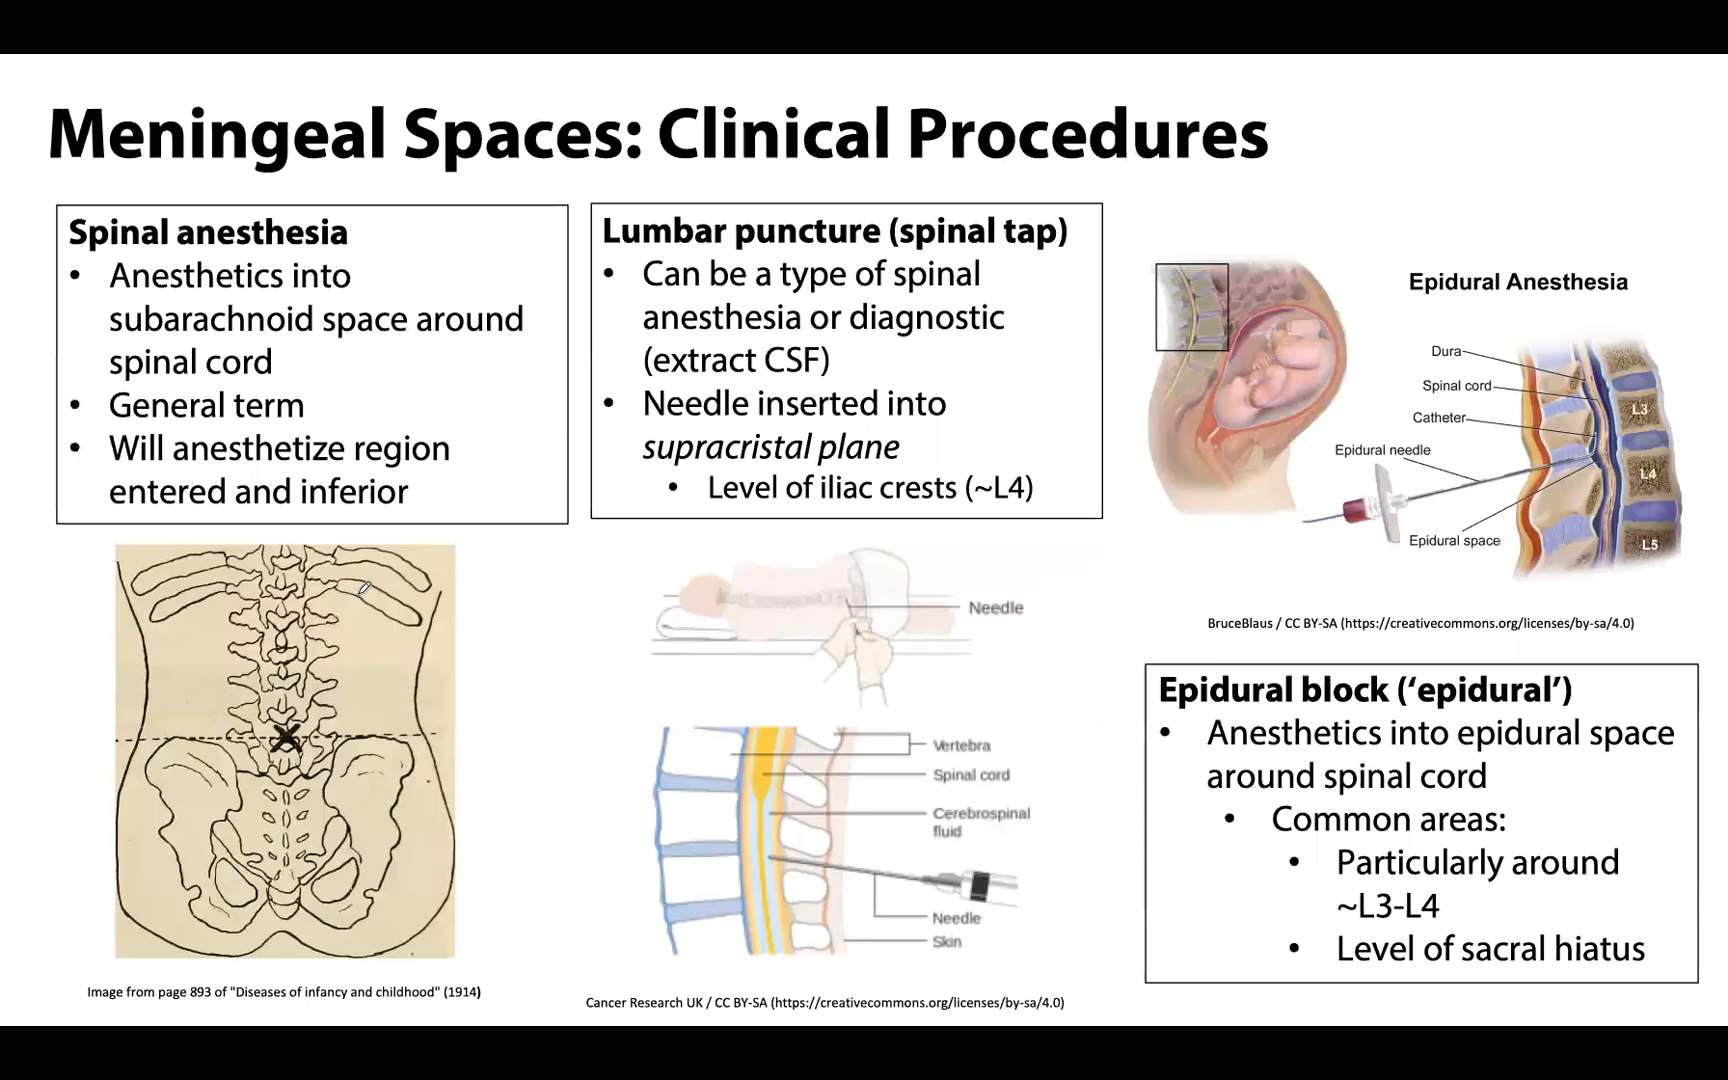 Meningeal Spaces: Clinical Procedures
Spinal anesthesia
• Anesthetics into
subarachnoid space around
spinal cord
• General term
• Will anesthetize region
entered and inferior
Image from page 893 of "Diseases of infancy and childhood" (1914)
Lumbar puncture (spinal tap)
• Can be a type of spinal
anesthesia or diagnostic
(extract CSF)
• Needle inserted into
supracristal plane
• Level of iliac crests (~L4)
Needle
Vertebra
Spinal cord
Cerebrospinal
fluid
Needle
Skin
Cancer Research UK / CC BY-SA (https://creativecommons.org/licenses/by-sa/4.0)
Epidural Anesthesia
Dura
Spinal cord
Catheter
Epidural needle
Epidural space
L3
L4
L5
BruceBlaus / CC BY-SA (https://creativecommons.org/licenses/by-sa/4.0)
Epidural block (‘epidural’)
• Anesthetics into epidural space
around spinal cord
• Common areas:
• Particularly around
~L3-L4
• Level of sacral hiatus